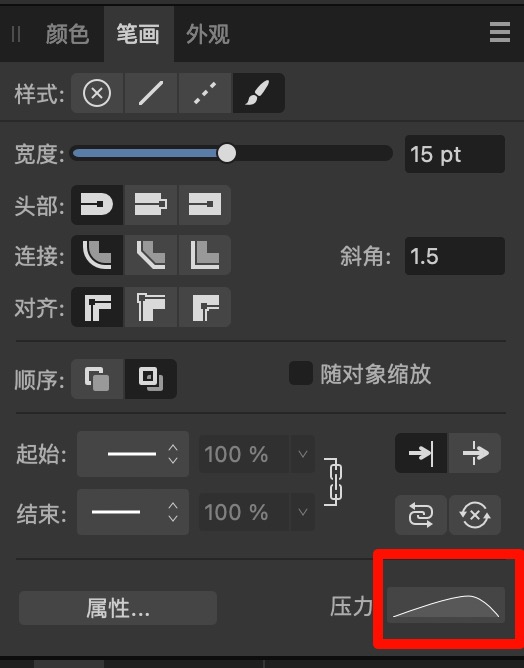 颜色 笔画 外观
样式:
宽度: 15 pt
头部:
连接: 斜角: 1.5
对齐:
顺序: 随对象缩放
起始: 100 %
结束: 100 %
属性... 压力